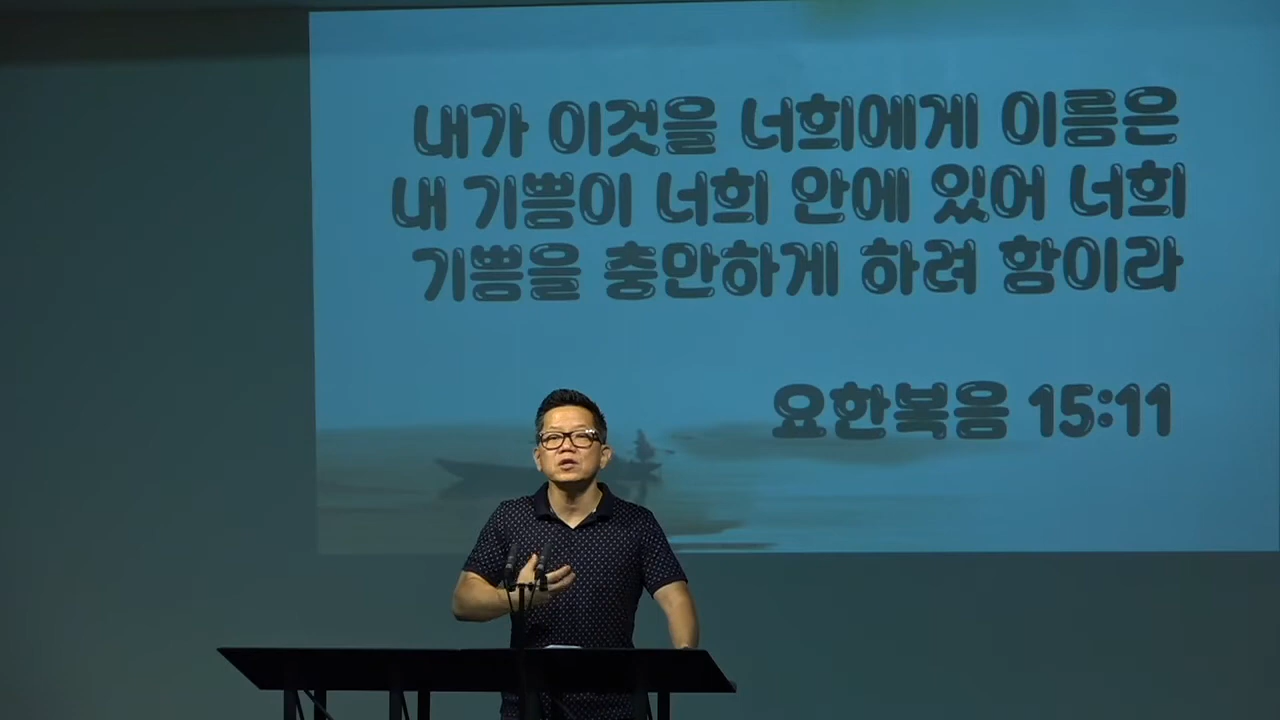 내가 이것을 너희에게 이름은
내 기쁨이 너희 안에 있어 너희
기쁨을 충만하게 하려 함이라
요한복음 15:11